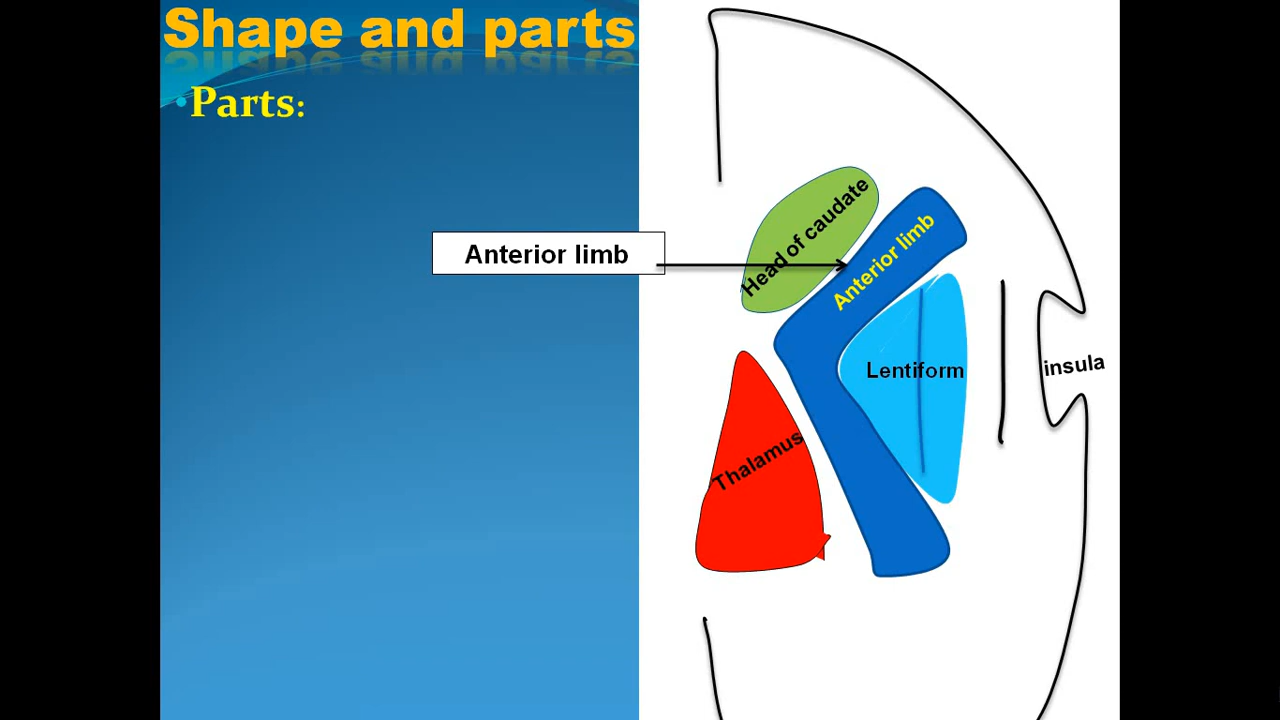 Shape and parts
• Parts:
Anterior limb
Head of caudate
Anterior limb
Lentiform
insula
Thalamus